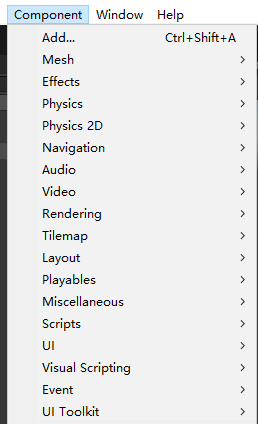 Component Window Help
Add... Ctrl+Shift+A
Mesh
Effects
Physics
Physics 2D
Navigation
Audio
Video
Rendering
Tilemap
Layout
Playables
Miscellaneous
Scripts
UI
Visual Scripting
Event
UI Toolkit